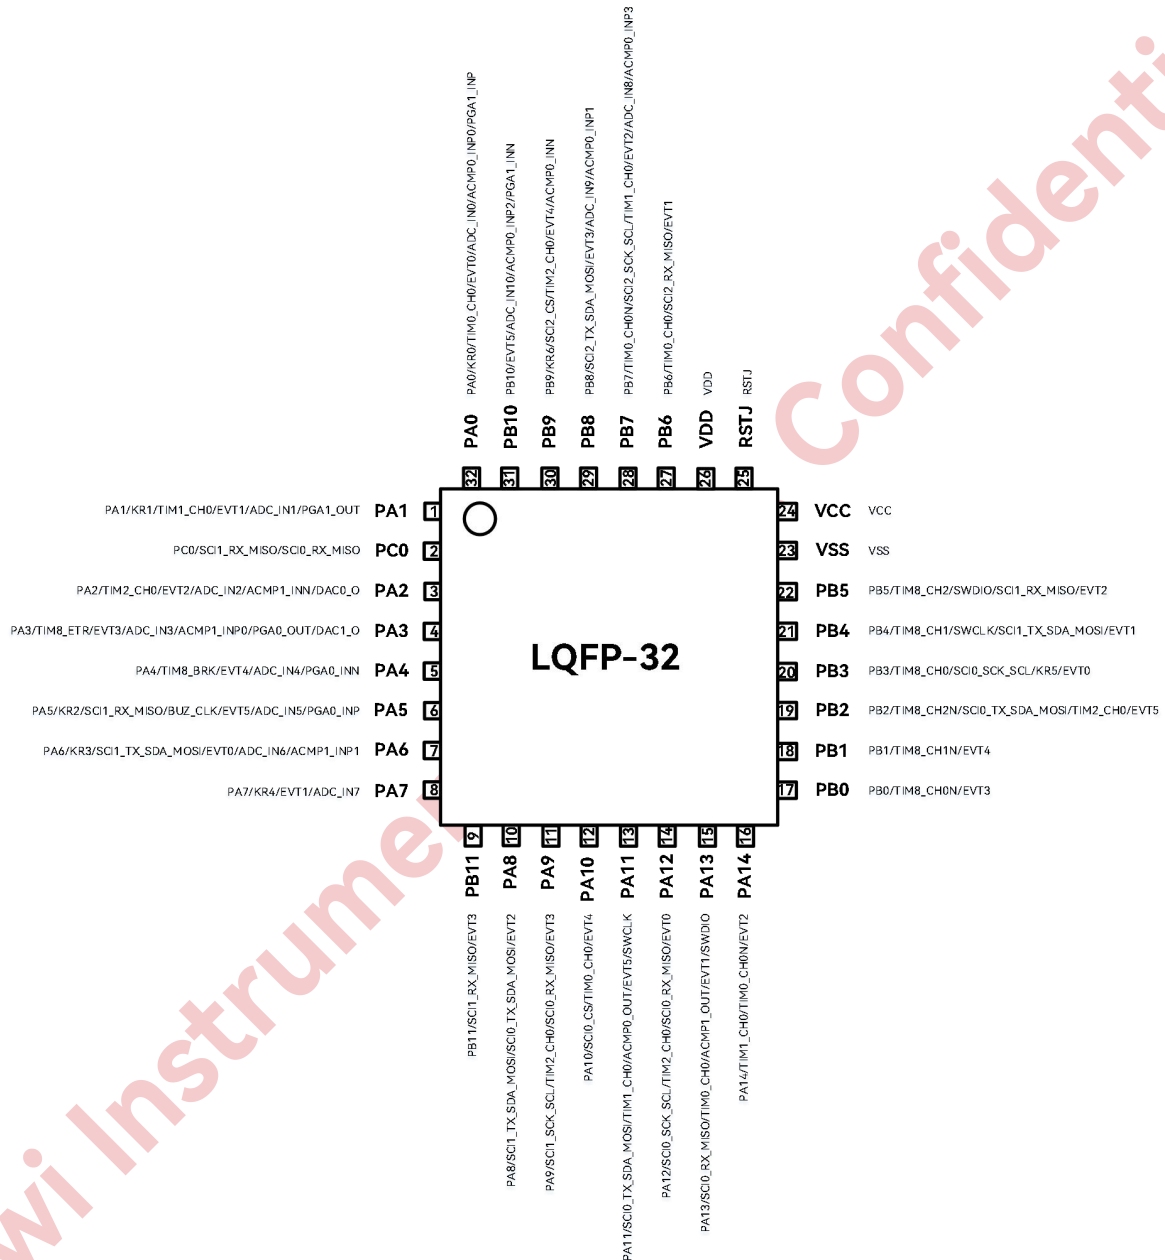 PA0/KR0/TIM0_CH0/EVT0/ADC_IN0/ACMP0_INP0/PGA1_INP
PB10/EVT5/ADC_IN10/ACMP0_INP2/PGA1_INN
PB9/KR6/SCI2_CS/TIM2_CH0/EVT4/ACMP0_INN
PB8/SCI2_TX_SDA_MOSI/EVT3/ADC_IN9/ACMP0_INP1
PB7/TIM0_CH0N/SCI2_SCK_SCL/TIM1_CH0/EVT2/ADC_IN8/ACMP0_INP3
PB6/TIM0_CH0/SCI2_RX_MISO/EVT1
VDD
RSTJ
PA0
PB10
PB9
PB8
PB7
PB6
VDD
RSTJ
32
31
30
29
28
27
26
25
PA1/KR1/TIM1_CH0/EVT1/ADC_IN1/PGA1_OUT PA1 1
PC0/SCI1_RX_MISO/SCI0_RX_MISO PC0 2
PA2/TIM2_CH0/EVT2/ADC_IN2/ACMP1_INN/DAC0_O PA2 3
PA3/TIM8_ETR/EVT3/ADC_IN3/ACMP1_INP0/PGA0_OUT/DAC1_O PA3 4
PA4/TIM8_BRK/EVT4/ADC_IN4/PGA0_INN PA4 5
PA5/KR2/SCI1_RX_MISO/BUZ_CLK/EVT5/ADC_IN5/PGA0_INP PA5 6
PA6/KR3/SCI1_TX_SDA_MOSI/EVT0/ADC_IN6/ACMP1_INP1 PA6 7
PA7/KR4/EVT1/ADC_IN7 PA7 8
LQFP-32
24 VCC VCC
23 VSS VSS
22 PB5 PB5/TIM8_CH2/SWDIO/SCI1_RX_MISO/EVT2
21 PB4 PB4/TIM8_CH1/SWCLK/SCI1_TX_SDA_MOSI/EVT1
20 PB3 PB3/TIM8_CH0/SCI0_SCK_SCL/KR5/EVT0
19 PB2 PB2/TIM8_CH2N/SCI0_TX_SDA_MOSI/TIM2_CH0/EVT5
18 PB1 PB1/TIM8_CH1N/EVT4
17 PB0 PB0/TIM8_CH0N/EVT3
9
10
11
12
13
14
15
16
PB11
PA8
PA9
PA10
PA11
PA12
PA13
PA14
PB11/SCI1_RX_MISO/EVT3
PA8/SCI1_TX_SDA_MOSI/SCI0_TX_SDA_MOSI/EVT2
PA9/SCI1_SCK_SCL/TIM2_CH0/SCI0_RX_MISO/EVT3
PA10/SCI0_CS/TIM0_CH0/EVT4
PA11/SCI0_TX_SDA_MOSI/TIM1_CH0/ACMP0_OUT/EVT5/SWCLK
PA12/SCI0_SCK_SCL/TIM2_CH0/SCI0_RX_MISO/EVT0
PA13/SCI0_RX_MISO/TIM0_CH0/ACMP1_OUT/EVT1/SWDIO
PA14/TIM1_CH0/TIM0_CH0N/EVT2
wi Instrume
Confidenti